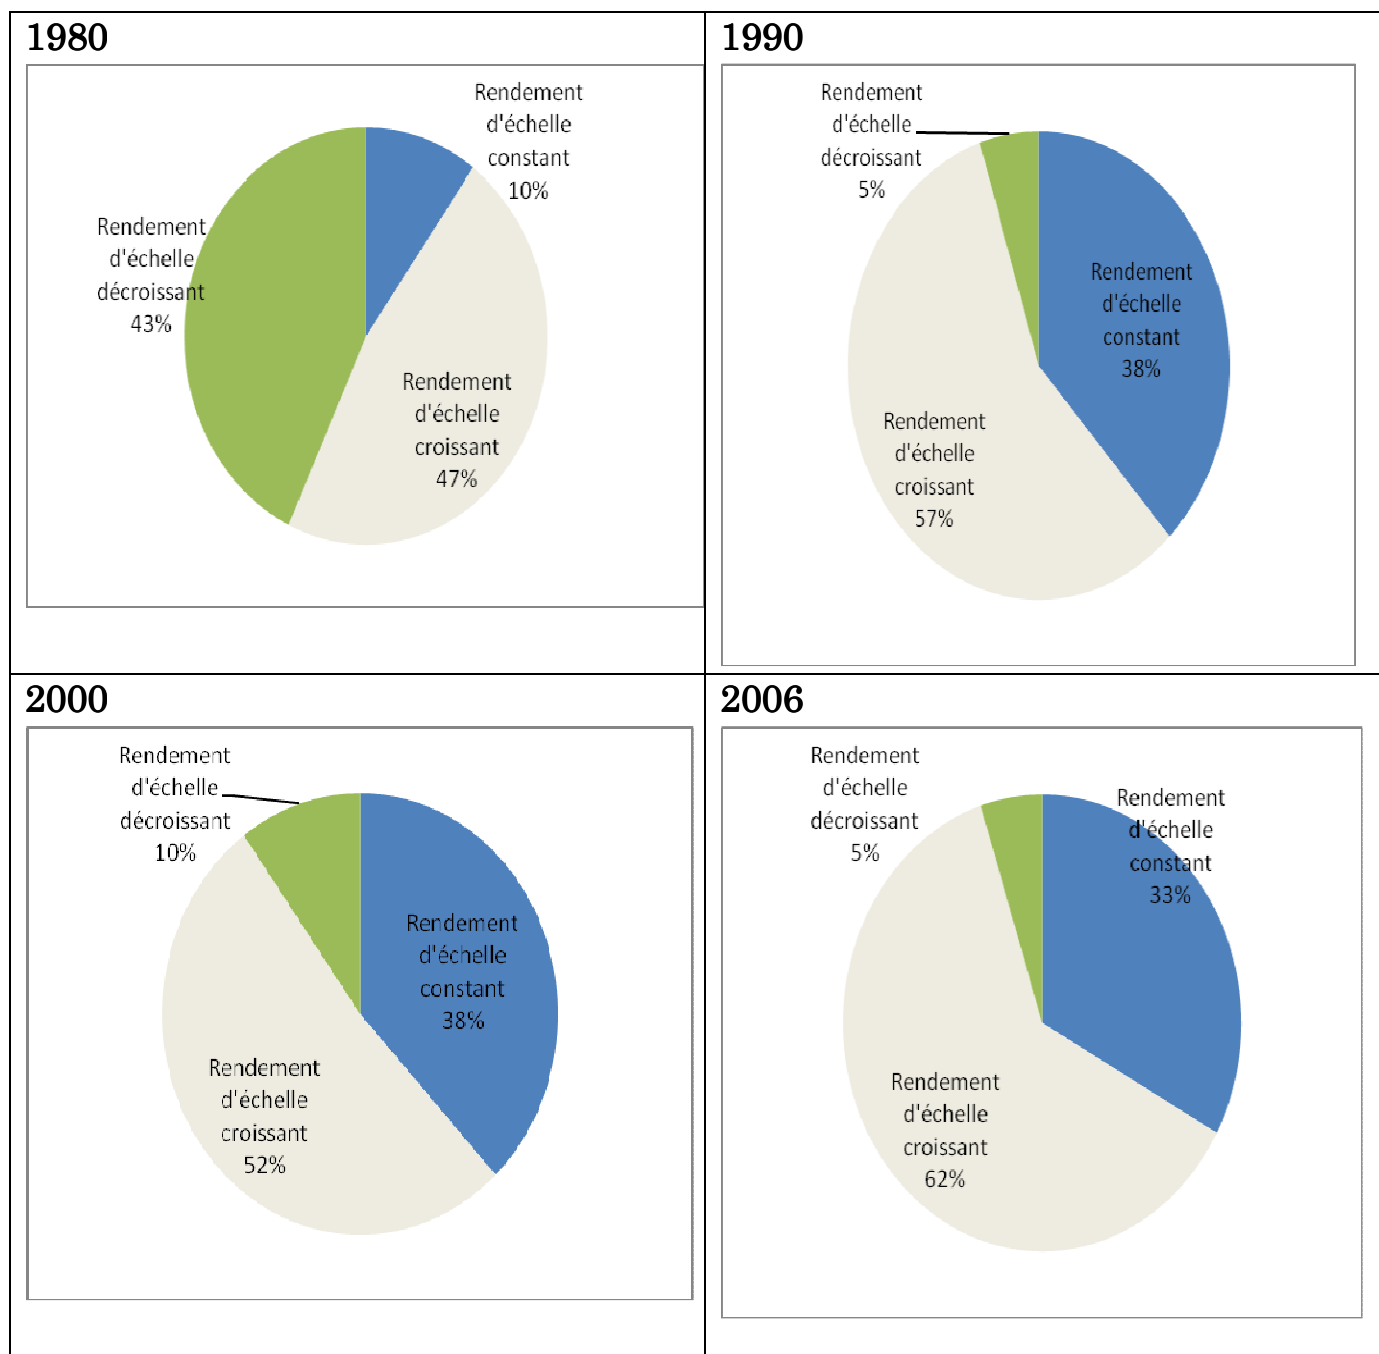 1980
Rendement
d'échelle
constant
10%
Rendement
d'échelle
décroissant
43%
Rendement
d'échelle
croissant
47%
1990
Rendement
d'échelle
décroissant
5%
Rendement
d'échelle
constant
38%
Rendement
d'échelle
croissant
57%
2000
Rendement
d'échelle
décroissant
10%
Rendement
d'échelle
constant
38%
Rendement
d'échelle
croissant
52%
2006
Rendement
d'échelle
décroissant
5%
Rendement
d'échelle
constant
33%
Rendement
d'échelle
croissant
62%